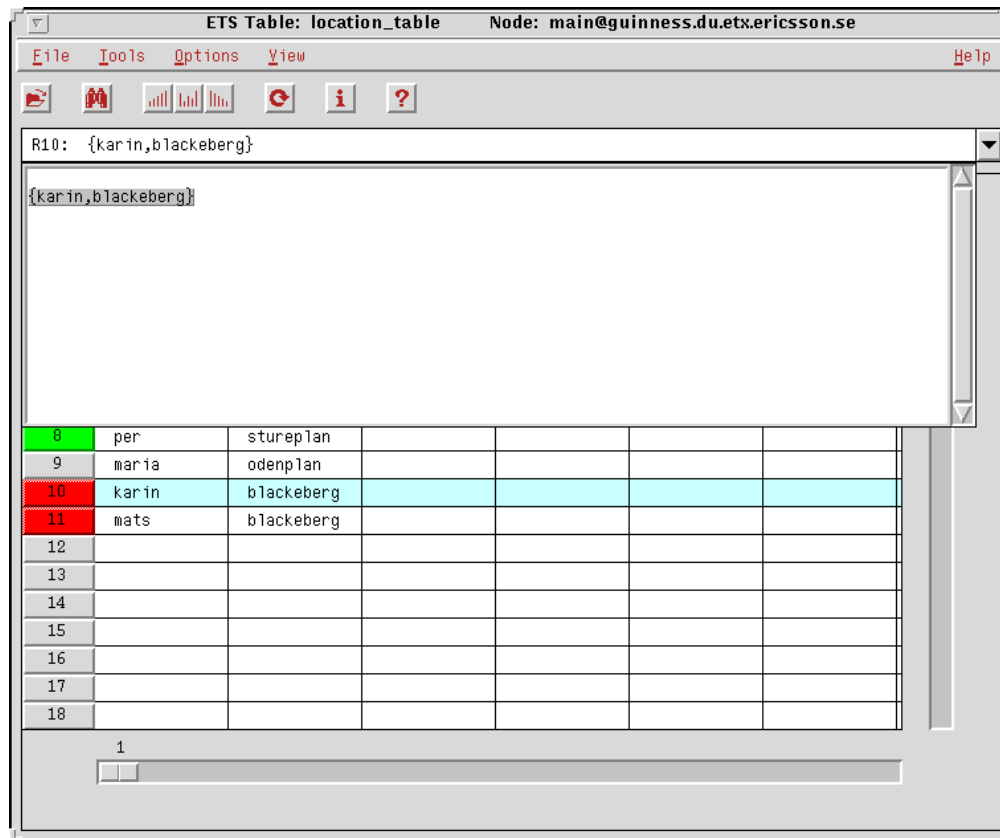 ETS Table: location_table Node: main@guinness.du.etx.ericsson.se
File Tools Options View Help
R10: {karin,blackeberg}
{karin,blackeberg}
8 per stureplan
9 maria odenplan
10 karin blackeberg
11 mats blackeberg
12
13
14
15
16
17
18
1